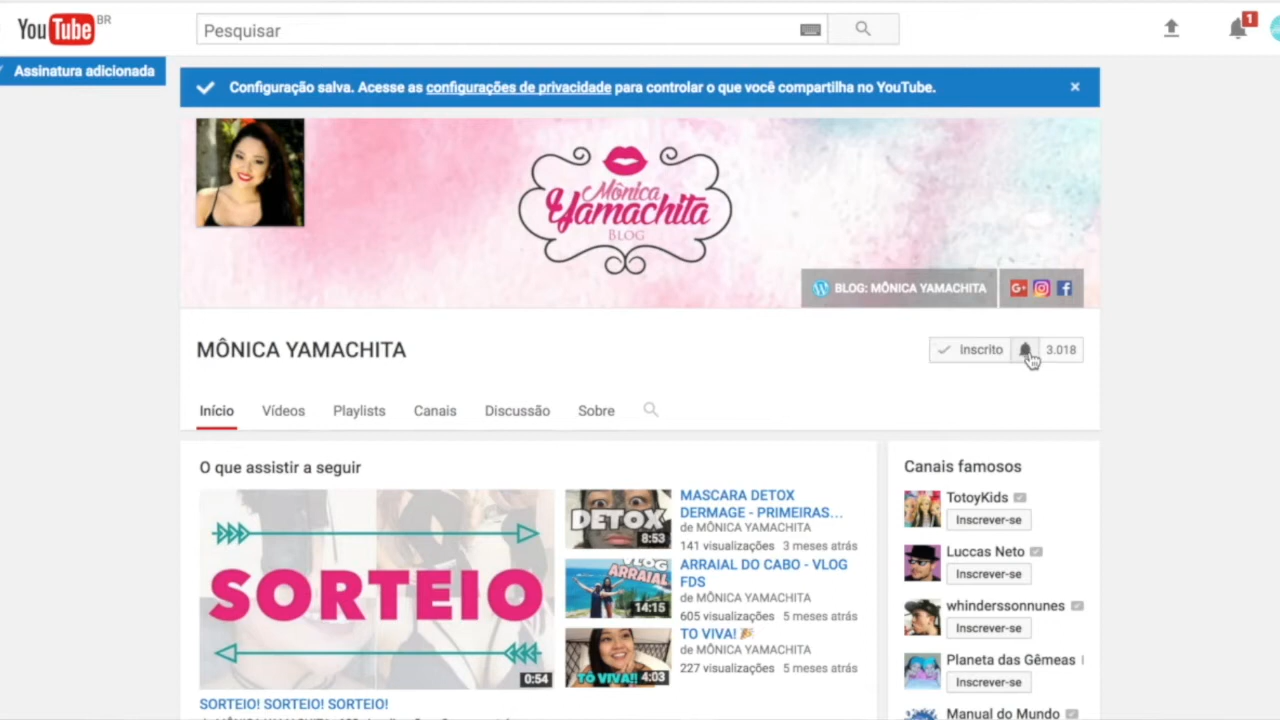 YouTube BR
Pesquisar
1
Assinatura adicionada
Configuração salva. Acesse as configurações de privacidade para controlar o que você compartilha no YouTube.
×
Mônica
Yamachita
BLOG
BLOG: MÔNICA YAMACHITA
G+
MÔNICA YAMACHITA
Inscrito
3.018
Início
Vídeos
Playlists
Canais
Discussão
Sobre
O que assistir a seguir
SORTEIO
0:54
SORTEIO! SORTEIO! SORTEIO!
DETOX
8:53
MASCARA DETOX
DERMAGE - PRIMEIRAS...
de MÔNICA YAMACHITA
141 visualizações 3 meses atrás
VLOG
ARRAIAL
14:15
ARRAIAL DO CABO - VLOG
FDS
de MÔNICA YAMACHITA
605 visualizações 5 meses atrás
TÔ VIVA!!
4:03
TO VIVA! 🎉
de MÔNICA YAMACHITA
227 visualizações 5 meses atrás
Canais famosos
TotoyKids
Inscrever-se
Luccas Neto
Inscrever-se
whinderssonnunes
Inscrever-se
Planeta das Gêmeas
Inscrever-se
Manual do Mundo